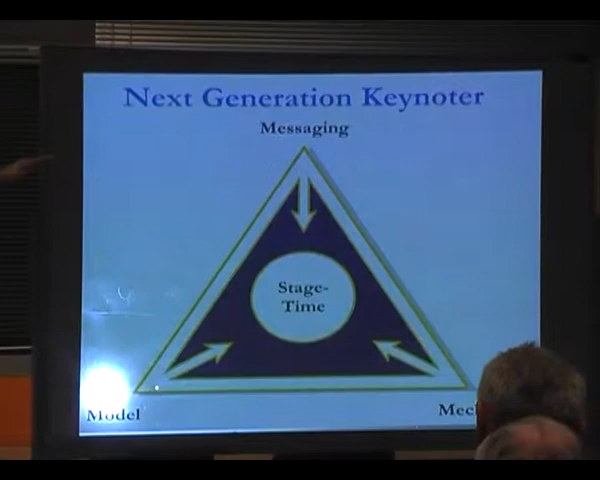 Next Generation Keynoter
Messaging
Stage-
Time
Model